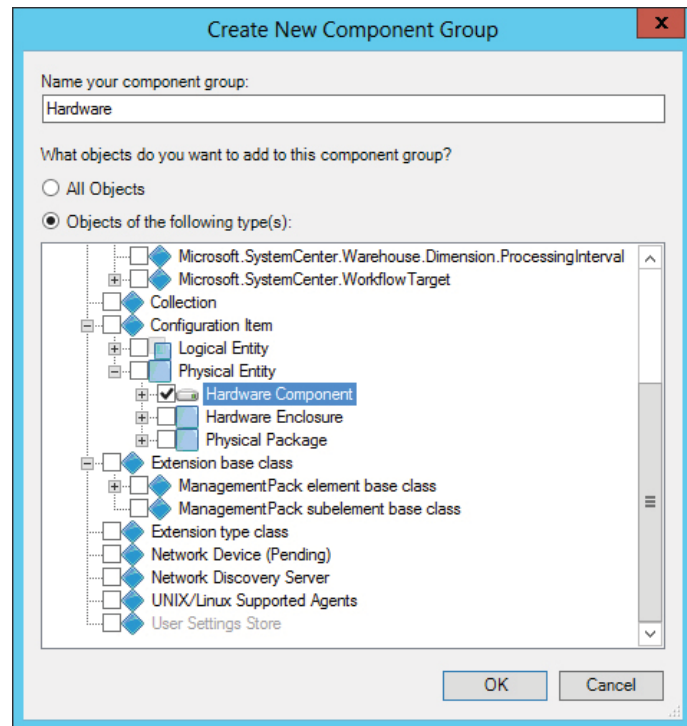 Create New Component Group
x
Name your component group:
Hardware
What objects do you want to add to this component group?
All Objects
Objects of the following type(s):
Microsoft.SystemCenter.Warehouse.Dimension.ProcessingInterval
Microsoft.SystemCenter.WorkflowTarget
Collection
Configuration Item
Logical Entity
Physical Entity
Hardware Component
Hardware Enclosure
Physical Package
Extension base class
ManagementPack element base class
ManagementPack subelement base class
Extension type class
Network Device (Pending)
Network Discovery Server
UNIX/Linux Supported Agents
User Settings Store
OK Cancel